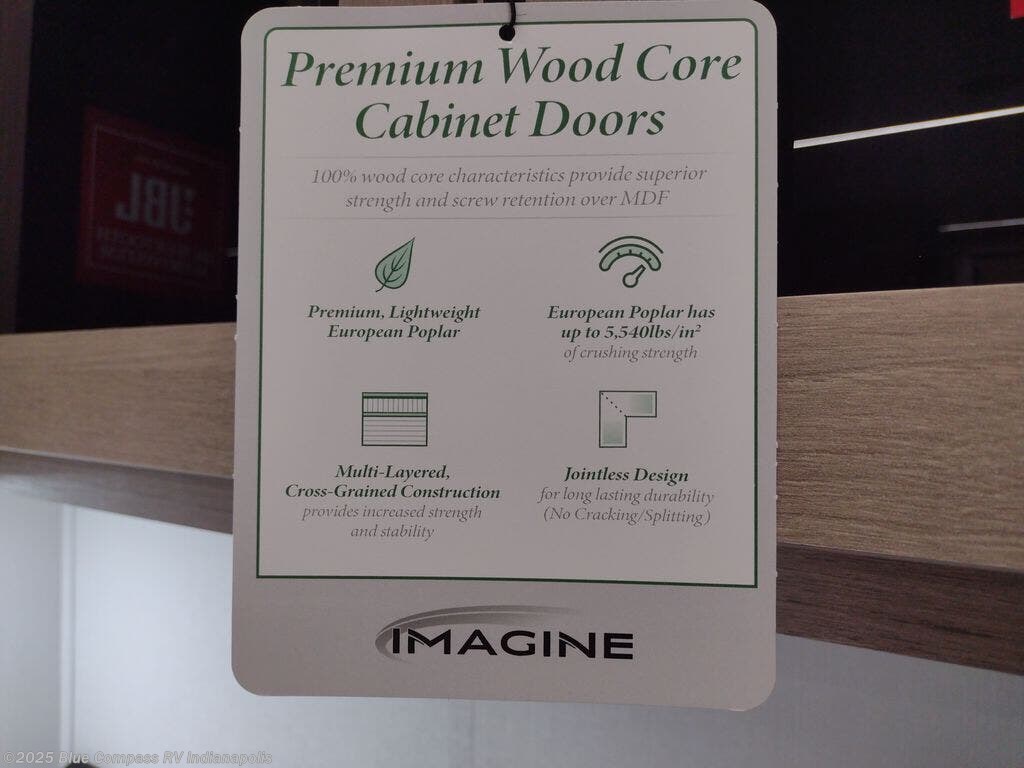 Premium Wood Core
Cabinet Doors
100% wood core characteristics provide superior
strength and screw retention over MDF
Premium, Lightweight
European Poplar
European Poplar has
up to 5,540lbs/in²
of crushing strength
Multi-Layered,
Cross-Grained Construction
provides increased strength
and stability
Jointless Design
for long lasting durability
(No Cracking/Splitting)
IMAGINE
JBL
©2025 Blue Compass RV Indianapolis